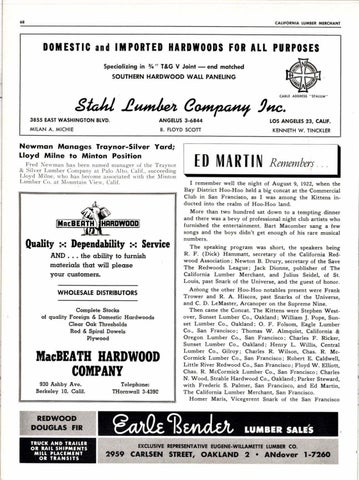 68
CALIFORNIA LUMBER MERCHANT
DOMESTIC and IMPORTED HARDWOODS FOR ALL PURPOSES
Specializing in ¾" T&G V Joint — end matched
SOUTHERN HARDWOOD WALL PANELING
CABLE ADDRESS "STALUM"
Stahl Lumber Company Inc.
3855 EAST WASHINGTON BLVD.
ANGELUS 3-6844
LOS ANGELES 23, CALIF.
MILAN A. MICHIE
B. FLOYD SCOTT
KENNETH W. TINCKLER
Newman Manages Traynor-Silver Yard;
Lloyd Milne to Minton Position
Fred Newman has been named manager of the Traynor
& Silver Lumber Company at Palo Alto, Calif., succeeding
Lloyd Milne, who has become associated with the Minton
Lumber Co. at Mountain View, Calif.
MacBEATH HARDWOOD
Quality :•: Dependability :•: Service
AND . . . the ability to furnish
materials that will please
your customers.
WHOLESALE DISTRIBUTORS
Complete Stocks
of quality Foreign & Domestic Hardwoods
Clear Oak Thresholds
Rod & Spiral Dowels
Plywood
MacBEATH HARDWOOD
COMPANY
930 Ashby Ave.
Berkeley 10, Calif.
Telephone:
THornwall 3-4390
ED MARTIN Remembers . . .
I remember well the night of August 9, 1922, when the
Bay District Hoo-Hoo held a big concat at the Commercial
Club in San Francisco, as I was among the Kittens in-
ducted into the realm of Hoo-Hoo land.
More than two hundred sat down to a tempting dinner
and there was a bevy of professional night club artists who
furnished the entertainment. Bart Macomber sang a few
songs and the boys didn't get enough of his rare musical
numbers.
The speaking program was short, the speakers being
R. F. (Dick) Hammatt, secretary of the California Red-
wood Association; Newton B. Drury, secretary of the Save
The Redwoods League; Jack Dionne, publisher of The
California Lumber Merchant, and Julius Seidel, of St.
Louis, past Snark of the Universe, and the guest of honor.
Among the other Hoo-Hoo notables present were Frank
Trower and R. A. Hiscox, past Snarks of the Universe,
and C. D. LeMaster, Arcanoper on the Supreme Nine.
Then came the Concat. The Kittens were Stephen West-
over, Sunset Lumber Co., Oakland; William J. Pope, Sun-
set Lumber Co., Oakland; O. F. Folsom, Eagle Lumber
Co., San Francisco; Thomas W. Almquist, California &
Oregon Lumber Co., San Francisco; Charles F. Ricker,
Sunset Lumber Co., Oakland; Henry L. Willis, Central
Lumber Co., Gilroy; Charles R. Wilson, Chas. R. Mc-
Cormick Lumber Co., San Francisco; Robert E. Caldwell,
Little River Redwood Co., San Francisco; Floyd W. Elliott,
Chas. R. McCormick Lumber Co., San Francisco; Charles
N. Wood, Stable Hardwood Co., Oakland; Parker Steward,
with Frederic S. Palmer, San Francisco, and Ed Martin,
The California Lumber Merchant, San Francisco.
Homer Maris, Vicegerent Snark of the San Francisco
REDWOOD
DOUGLAS FIR
TRUCK AND TRAILER
OR RAIL SHIPMENTS
MILL PLACEMENT
OR TRANSITS
Earle Bender LUMBER SALES
EXCLUSIVE REPRESENTATIVE EUGENE-WILLAMETTE LUMBER CO.
2959 CARLSEN STREET, OAKLAND 2 • ANdover 1-7260